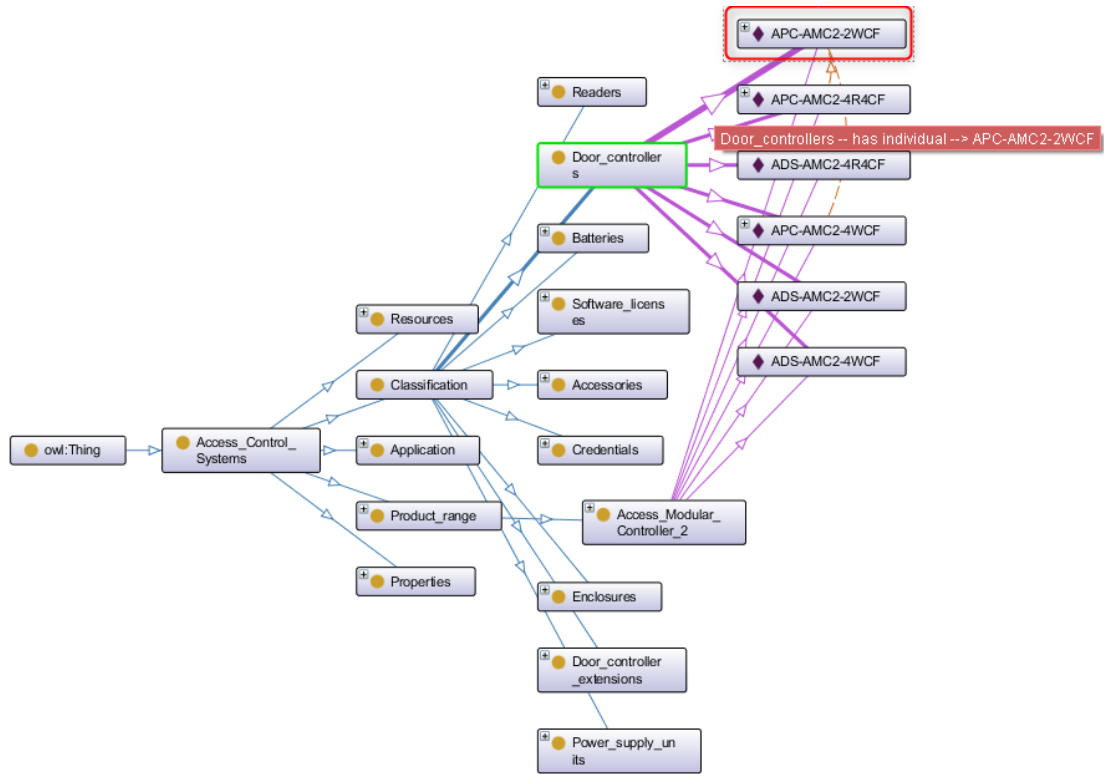 APC-AMC2-2WCF
Readers
APC-AMC2-4R4CF
Door_controllers -- has individual --> APC-AMC2-2WCF
Door_controller
s
ADS-AMC2-4R4CF
Batteries
APC-AMC2-4WCF
Resources
Software_licens
es
ADS-AMC2-2WCF
Classification
Accessories
ADS-AMC2-4WCF
owl:Thing
Access_Control_
Systems
Application
Credentials
Product_range
Access_Modular_
Controller_2
Properties
Enclosures
Door_controller
_extensions
Power_supply_un
its